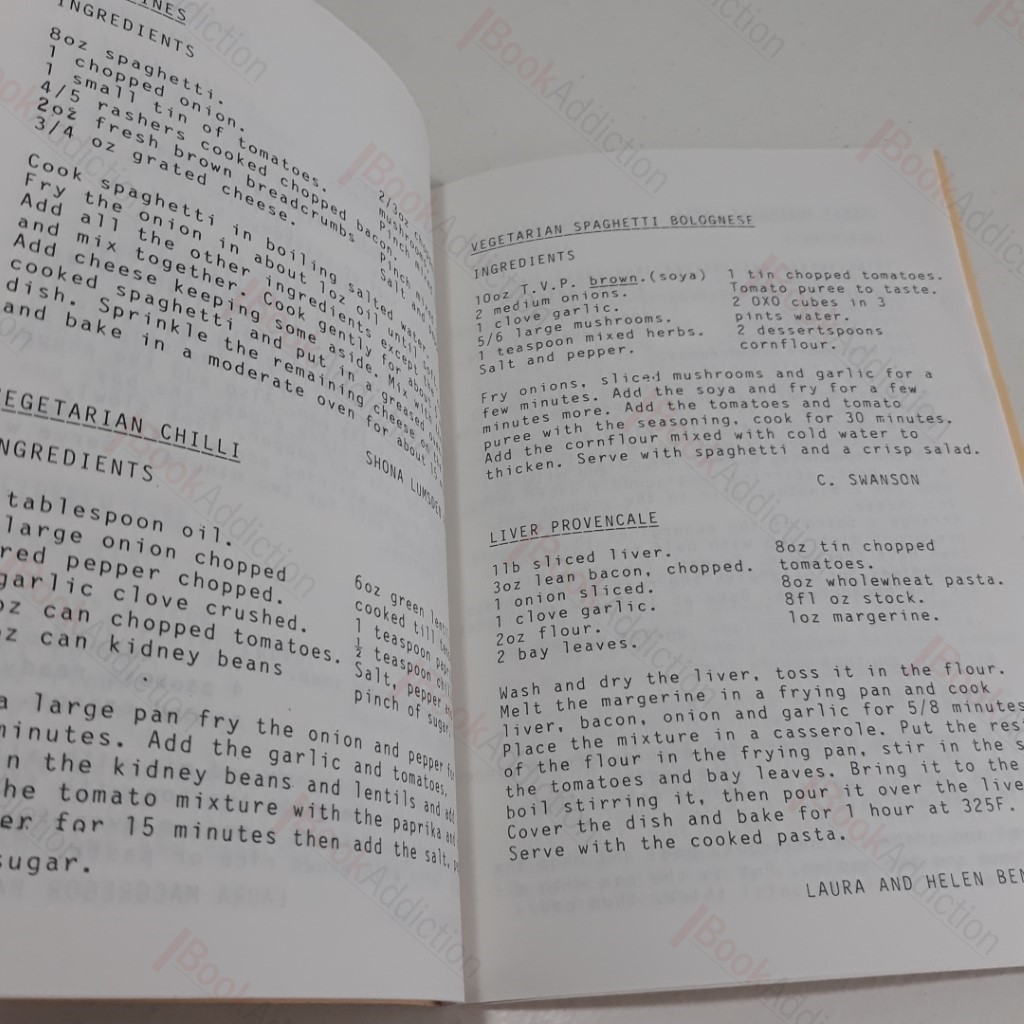 INGREDIENTS
8oz spaghetti.
1 chopped onion.
1 small tin of tomatoes.
4/5 rashers cooked chopped bacon.
2oz fresh brown breadcrumbs
3/4 oz grated cheese.
2/3oz
pinch
Salt
Cook spaghetti in boiling salted water.
Fry the onion in about 1oz oil until
Add all the other ingredients except
and mix together. Cook gently for about
Add cheese keeping some aside. Mix with
cooked spaghetti and put in a greased
dish. Sprinkle the remaining cheese on
and bake in a moderate oven for about
SHONA LUMSDEN
VEGETARIAN CHILLI
INGREDIENTS
tablespoon oil.
large onion chopped
red pepper chopped.
garlic clove crushed.
oz can chopped tomatoes.
oz can kidney beans
6oz green
cooked till
1 teaspoon
½ teaspoon
Salt, pepper
pinch of sugar.
a large pan fry the onion and pepper
minutes. Add the garlic and tomatoes.
the kidney beans and lentils and add
the tomato mixture with the paprika and
for 15 minutes then add the salt,
sugar.
VEGETARIAN SPAGHETTI BOLOGNESE
INGREDIENTS
10oz T.V.P. brown.(soya)
2 medium onions.
1 clove garlic.
5/6 large mushrooms.
1 teaspoon mixed herbs.
Salt and pepper.
1 tin chopped tomatoes.
Tomato puree to taste.
2 OXO cubes in 3
pints water.
2 dessertspoons
cornflour.
Fry onions, sliced mushrooms and garlic for a
few minutes. Add the soya and fry for a few
minutes more. Add the tomatoes and tomato
puree with the seasoning, cook for 30 minutes.
Add the cornflour mixed with cold water to
thicken. Serve with spaghetti and a crisp salad.
C. SWANSON
LIVER PROVENCALE
1lb sliced liver.
3oz lean bacon, chopped.
1 onion sliced.
1 clove garlic.
2oz flour.
2 bay leaves.
8oz tin chopped
tomatoes.
8oz wholewheat pasta.
8fl oz stock.
1oz margerine.
Wash and dry the liver, toss it in the flour.
Melt the margerine in a frying pan and cook
liver, bacon, onion and garlic for 5/8 minutes
Place the mixture in a casserole. Put the res
of the flour in the frying pan, stir in the s
the tomatoes and bay leaves. Bring it to the
boil stirring it, then pour it over the live
Cover the dish and bake for 1 hour at 325F.
Serve with the cooked pasta.
LAURA AND HELEN BEN
BookAddiction